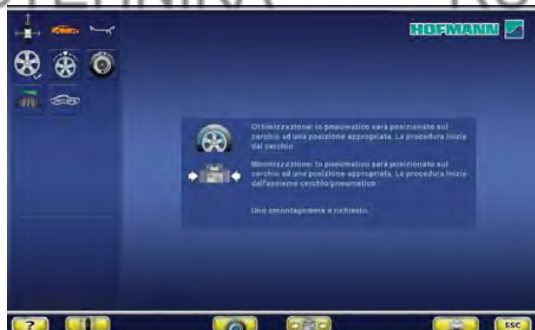 HOFMANN
Ottimizzazione: lo pneumatico sarà posizionato sul
cerchio ad una posizione appropriata. La procedura inizia
dal cerchio
Minimizzazione: lo pneumatico sarà posizionato sul
cerchio ad una posizione appropriata. La procedura inizia
dall'assieme cerchio/pneumatico
Uno smontaggio è richiesto
?
ESC